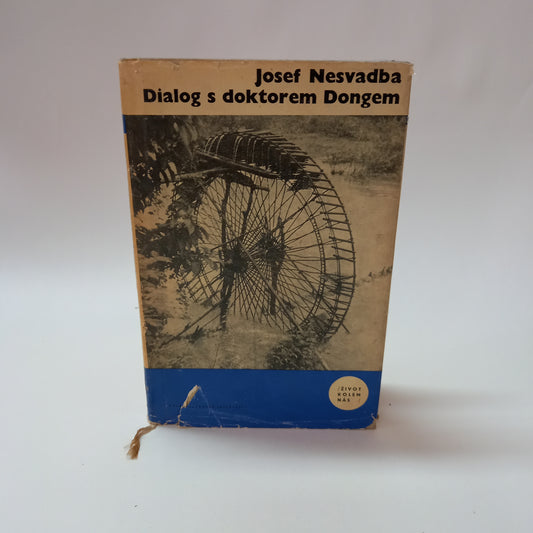 Josef Nesvadba
Dialog s doktorem Dongem
ŽIVOT
KOLEM
NÁS